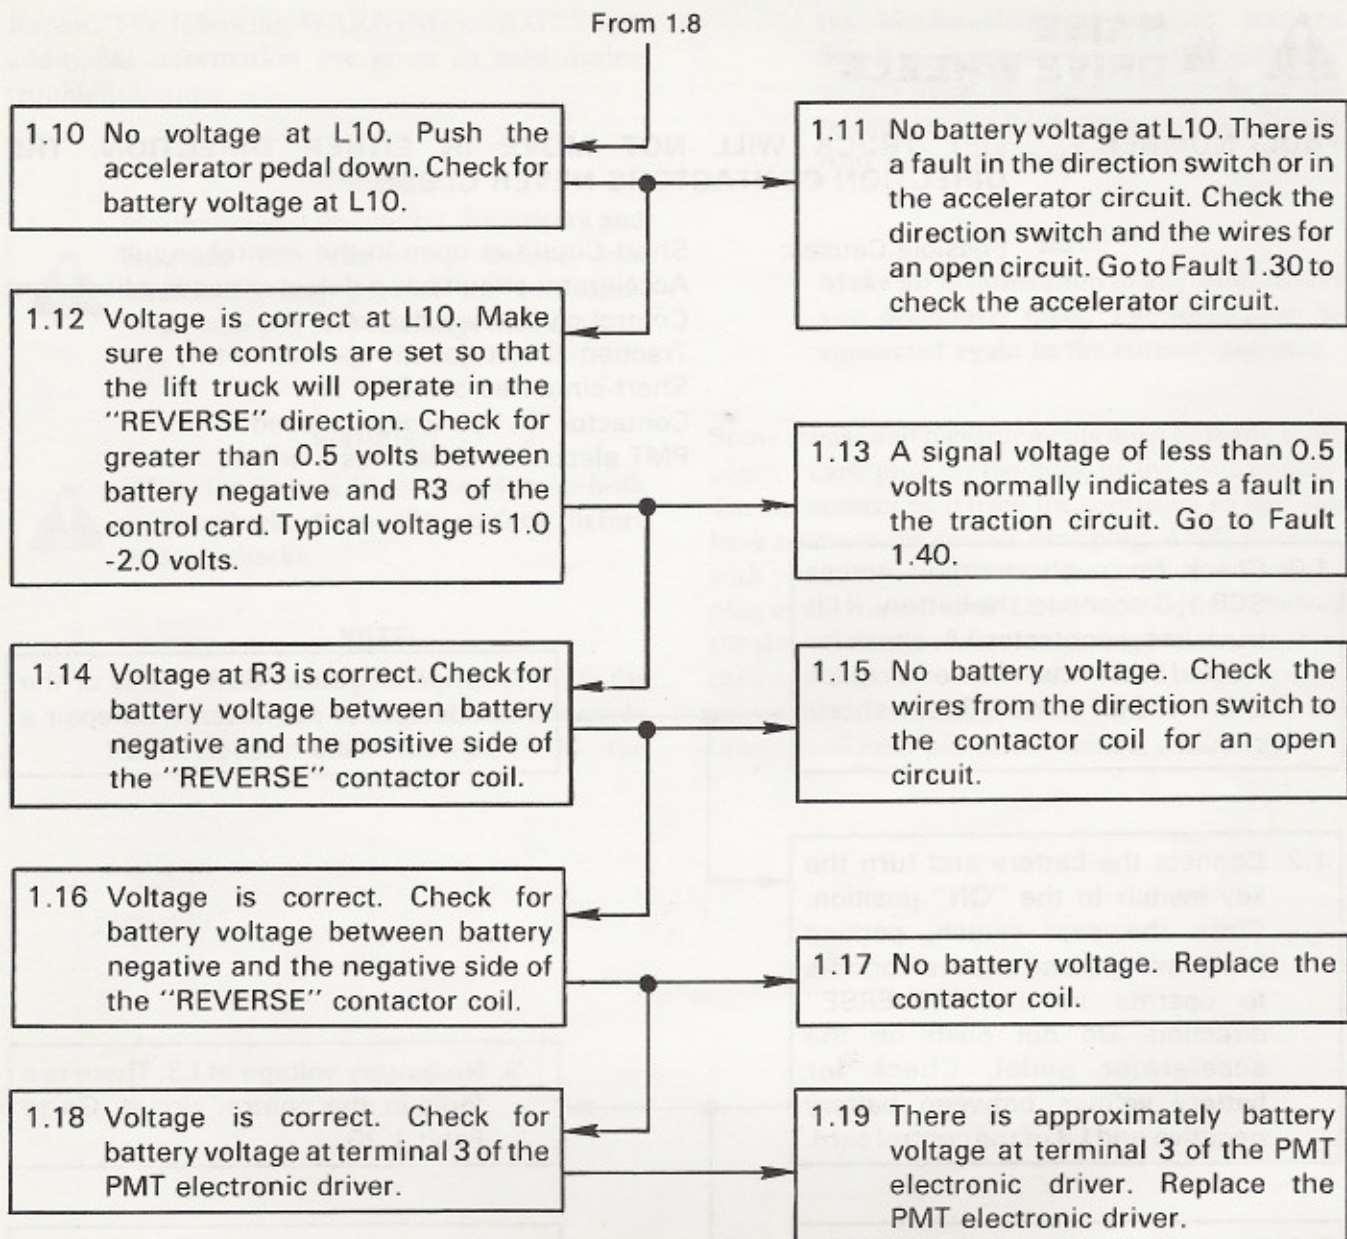 From 1.8
1.10 No voltage at L10. Push the
accelerator pedal down. Check for
battery voltage at L10.
1.11 No battery voltage at L10. There is
a fault in the direction switch or in
the accelerator circuit. Check the
direction switch and the wires for
an open circuit. Go to Fault 1.30 to
check the accelerator circuit.
1.12 Voltage is correct at L10. Make
sure the controls are set so that
the lift truck will operate in the
"REVERSE" direction. Check for
greater than 0.5 volts between
battery negative and R3 of the
control card. Typical voltage is 1.0
-2.0 volts.
1.13 A signal voltage of less than 0.5
volts normally indicates a fault in
the traction circuit. Go to Fault
1.40.
1.14 Voltage at R3 is correct. Check for
battery voltage between battery
negative and the positive side of
the "REVERSE" contactor coil.
1.15 No battery voltage. Check the
wires from the direction switch to
the contactor coil for an open
circuit.
1.16 Voltage is correct. Check for
battery voltage between battery
negative and the negative side of
the "REVERSE" contactor coil.
1.17 No battery voltage. Replace the
contactor coil.
1.18 Voltage is correct. Check for
battery voltage at terminal 3 of the
PMT electronic driver.
1.19 There is approximately battery
voltage at terminal 3 of the PMT
electronic driver. Replace the
PMT electronic driver.